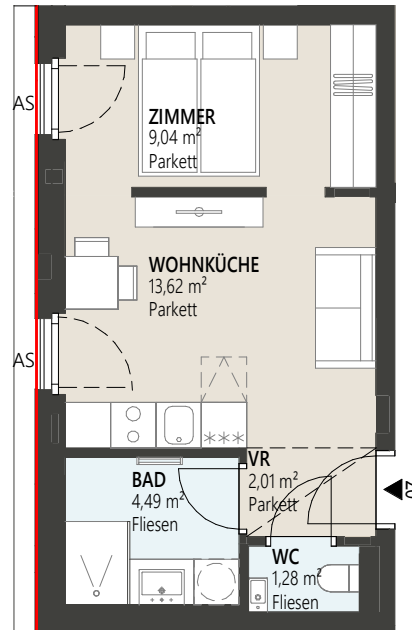 AS
ZIMMER
9,04 m²
Parkett
WOHNKÜCHE
13,62 m²
Parkett
AS
***
BAD
4,49 m²
Fliesen
VR
2,01 m²
Parkett
WC
1,28 m²
Fliesen